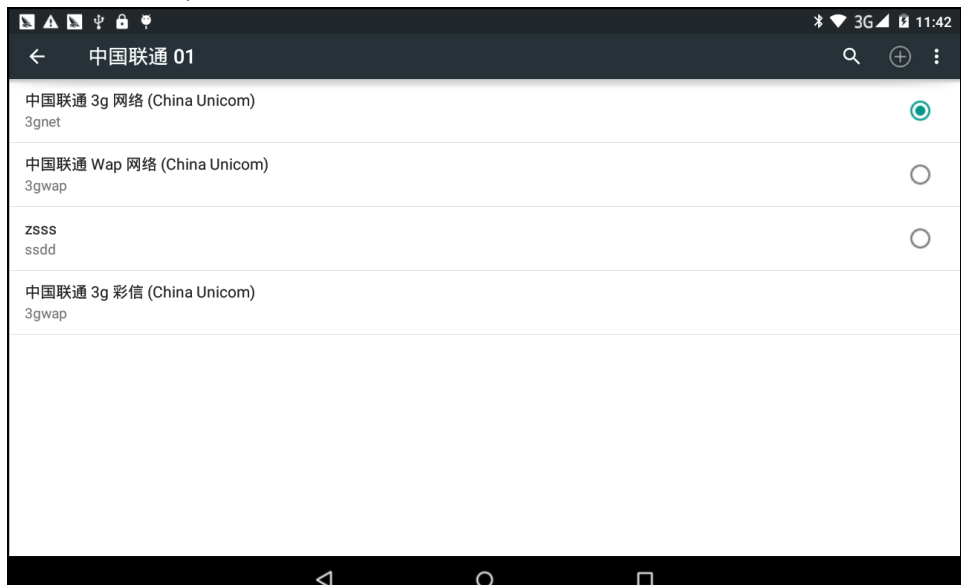 3G 11:42
中国联通 01
中国联通 3g 网络 (China Unicom)
3gnet
中国联通 Wap 网络 (China Unicom)
3gwap
zsss
ssdd
中国联通 3g 彩信 (China Unicom)
3gwap